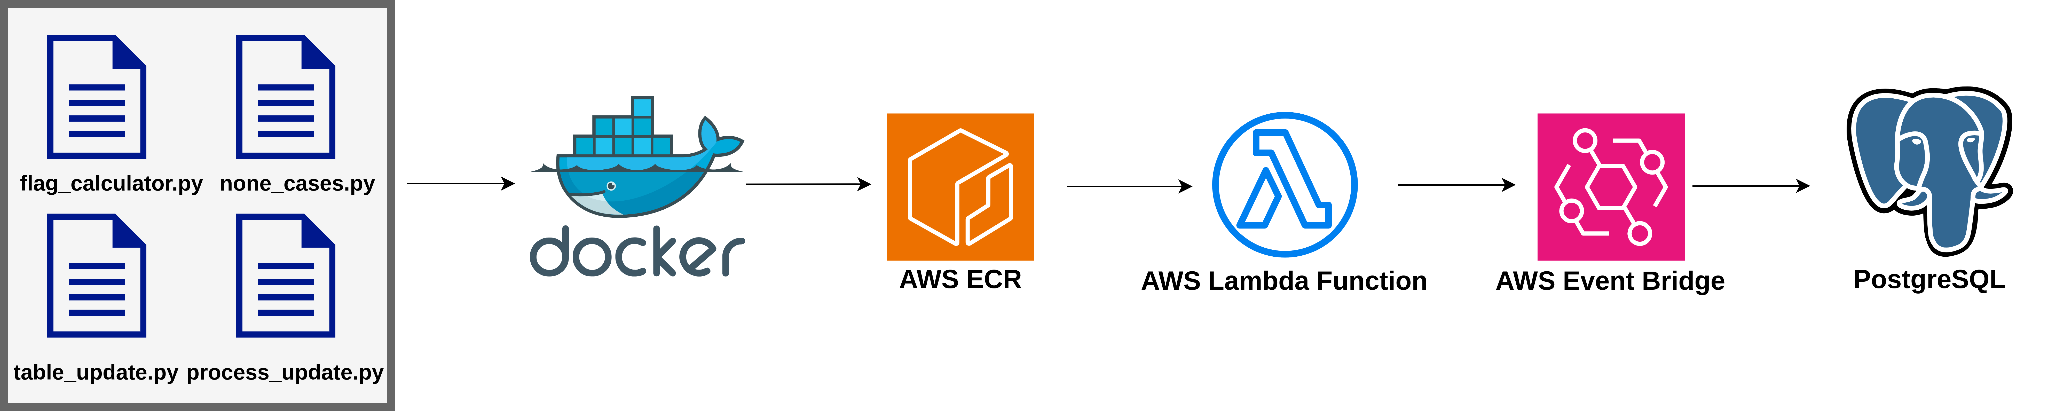 flag_calculator.py none_cases.py
table_update.py process_update.py
docker
AWS ECR
AWS Lambda Function
AWS Event Bridge
PostgreSQL